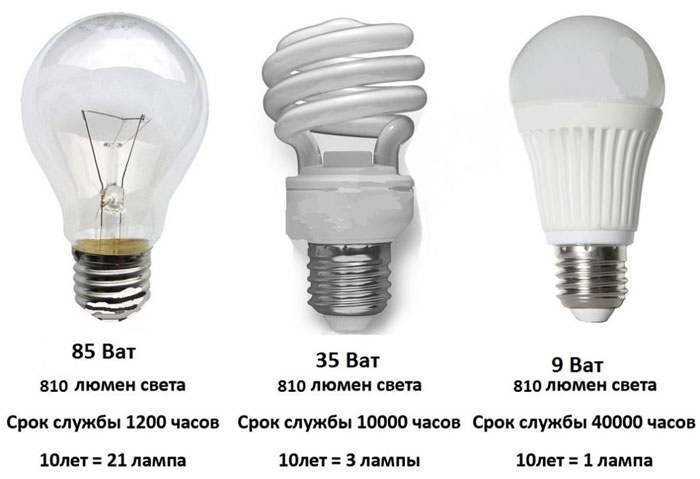 85 Ват
810 люмен света
Срок службы 1200 часов
10лет = 21 лампа
35 Ват
810 люмен света
Срок службы 10000 часов
10лет = 3 лампы
9 Ват
810 люмен света
Срок службы 40000 часов
10лет = 1 лампа